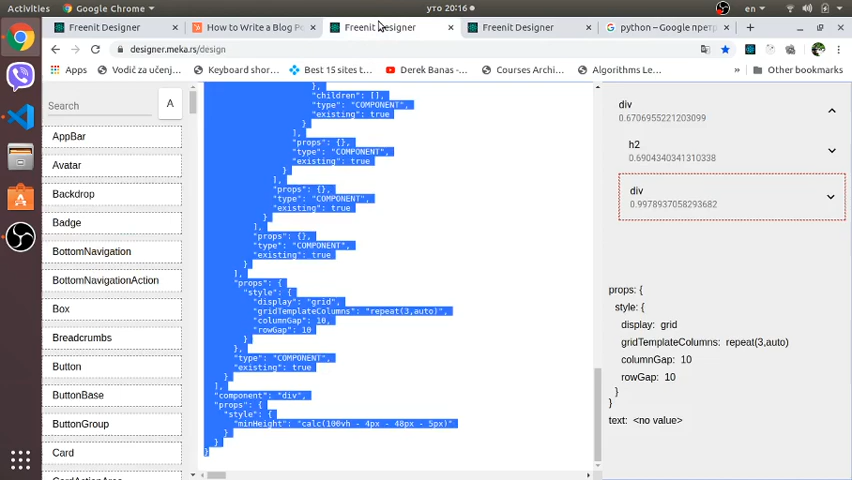 Activities
Google Chrome
уто 20:16
en
Freenit Designer
How to Write a Blog Po
Freenit Designer
Freenit Designer
python – Google претр
designer.meka.rs/design
Apps
Vodič za učenj...
Keyboard shor...
Best 15 sites t...
Derek Banas -...
Courses Archi...
Algorithms Le...
»
Other bookmarks
Search
A
AppBar
Avatar
Backdrop
Badge
BottomNavigation
BottomNavigationAction
Box
Breadcrumbs
Button
ButtonBase
ButtonGroup
Card
CardActionArea
},
"children": [],
"type": "COMPONENT",
"existing": true
}
],
"props": {},
"type": "COMPONENT",
"existing": true
}
],
"props": {},
"type": "COMPONENT",
"existing": true
}
],
"props": {},
"type": "COMPONENT",
"existing": true
}
],
"props": {
"style": {
"display": "grid",
"gridTemplateColumns": "repeat(3,auto)",
"columnGap": 10,
"rowGap": 10
}
},
"type": "COMPONENT",
"existing": true
}
],
"component": "div",
"props": {
"style": {
"minHeight": "calc(100vh - 4px - 48px - 5px)"
}
}
}
div
0.6706955221203099
h2
0.6904340341310338
div
0.9978937058293682
props: {
style: {
display: grid
gridTemplateColumns: repeat(3,auto)
columnGap: 10
rowGap: 10
}
}
text: <no value>